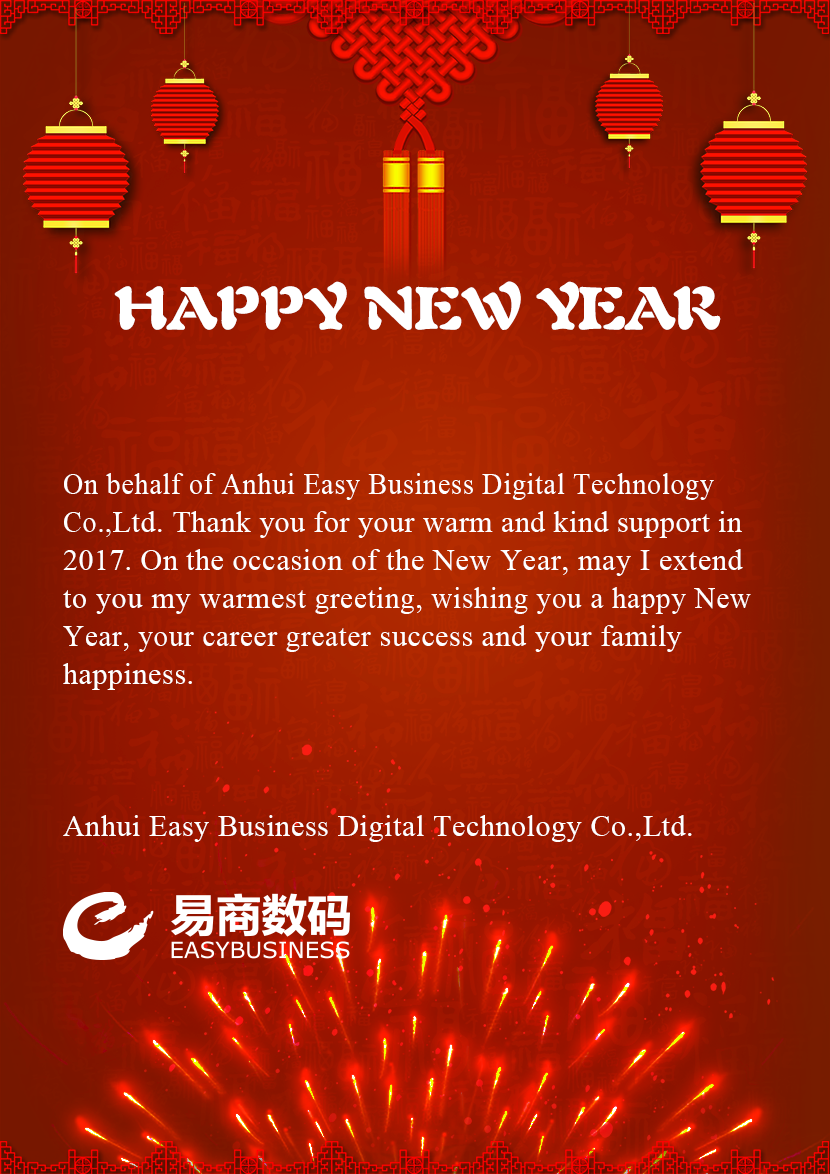 HAPPY NEW YEAR
On behalf of Anhui Easy Business Digital Technology
Co.,Ltd. Thank you for your warm and kind support in
2017. On the occasion of the New Year, may I extend
to you my warmest greeting, wishing you a happy New
Year, your career greater success and your family
happiness.
Anhui Easy Business Digital Technology Co.,Ltd.
易商数码
EASYBUSINESS